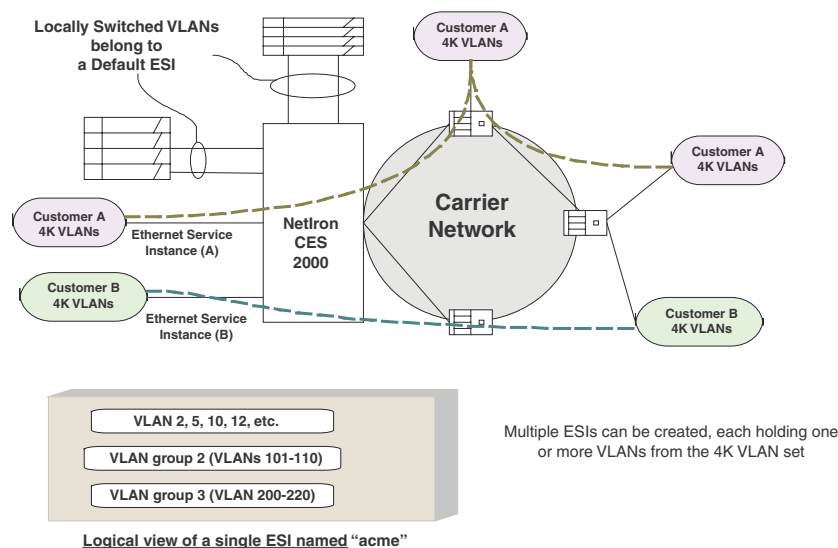 Locally Switched VLANs
belong to
a Default ESI
Customer A
4K VLANs
Customer A
4K VLANs
Customer A
4K VLANs
Ethernet Service
Instance (A)
NetIron
CES
2000
Carrier
Network
Customer B
4K VLANs
Ethernet Service
Instance (B)
Customer B
4K VLANs
VLAN 2, 5, 10, 12, etc.
VLAN group 2 (VLANs 101-110)
VLAN group 3 (VLAN 200-220)
Multiple ESIs can be created, each holding one
or more VLANs from the 4K VLAN set
Logical view of a single ESI named “acme”